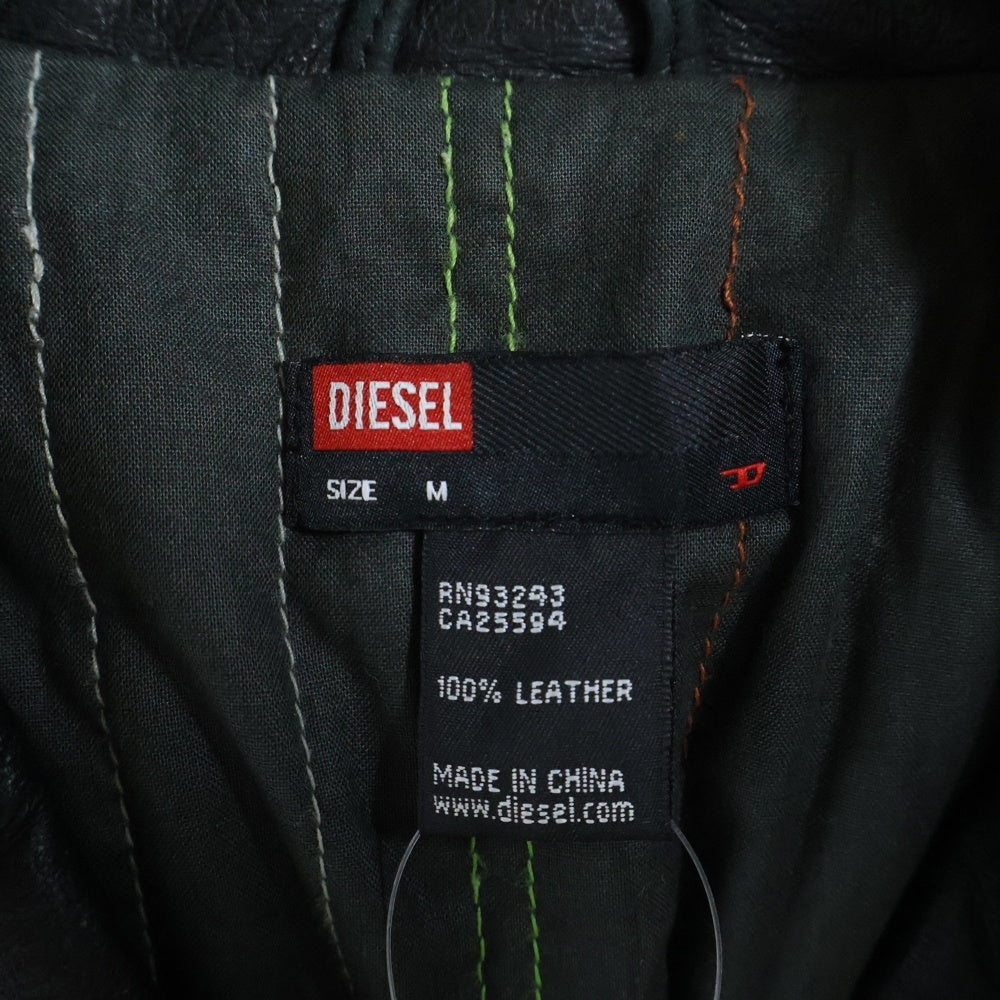 DIESEL
SIZE M
RN93243
CA25594
100% LEATHER
MADE IN CHINA
www.diesel.com